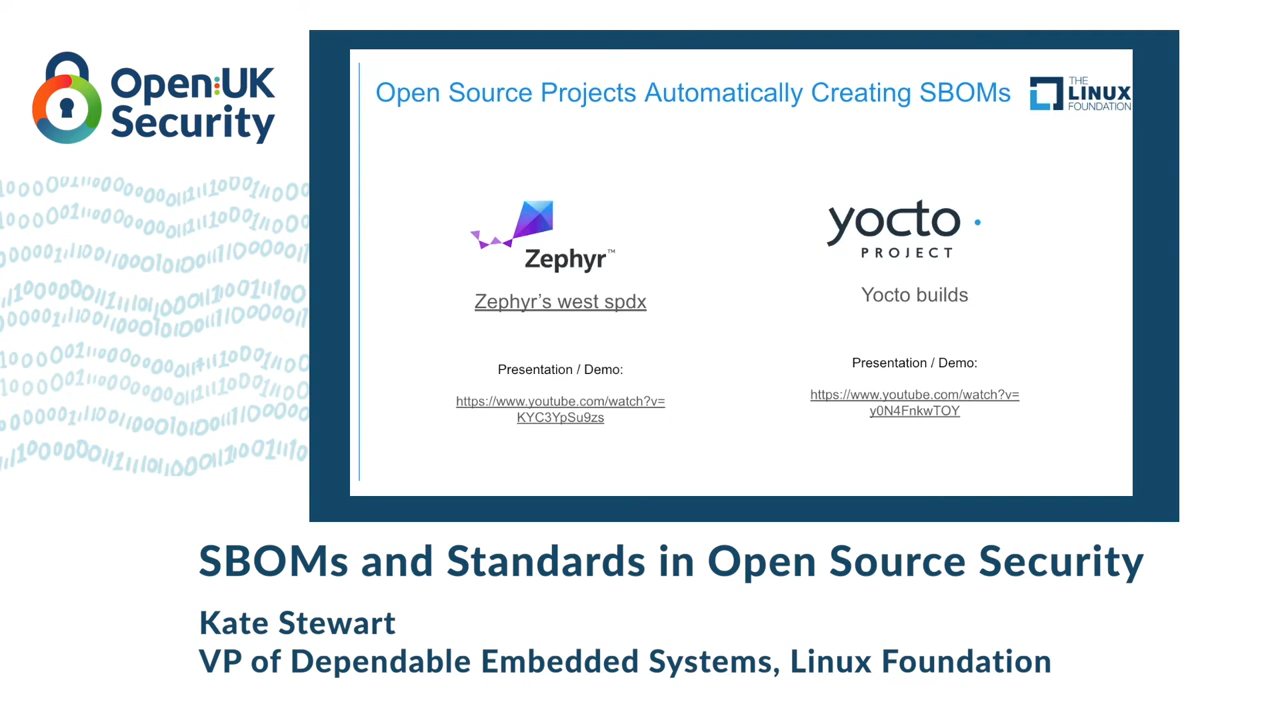 Open:UK
Security
Open Source Projects Automatically Creating SBOMs
THE
LINUX
FOUNDATION
Zephyr™
Zephyr's west spdx
Presentation / Demo:
https://www.youtube.com/watch?v=
KYC3YpSu9zs
yocto
PROJECT
Yocto builds
Presentation / Demo:
https://www.youtube.com/watch?v=
y0N4FnkwTOY
SBOMs and Standards in Open Source Security
Kate Stewart
VP of Dependable Embedded Systems, Linux Foundation